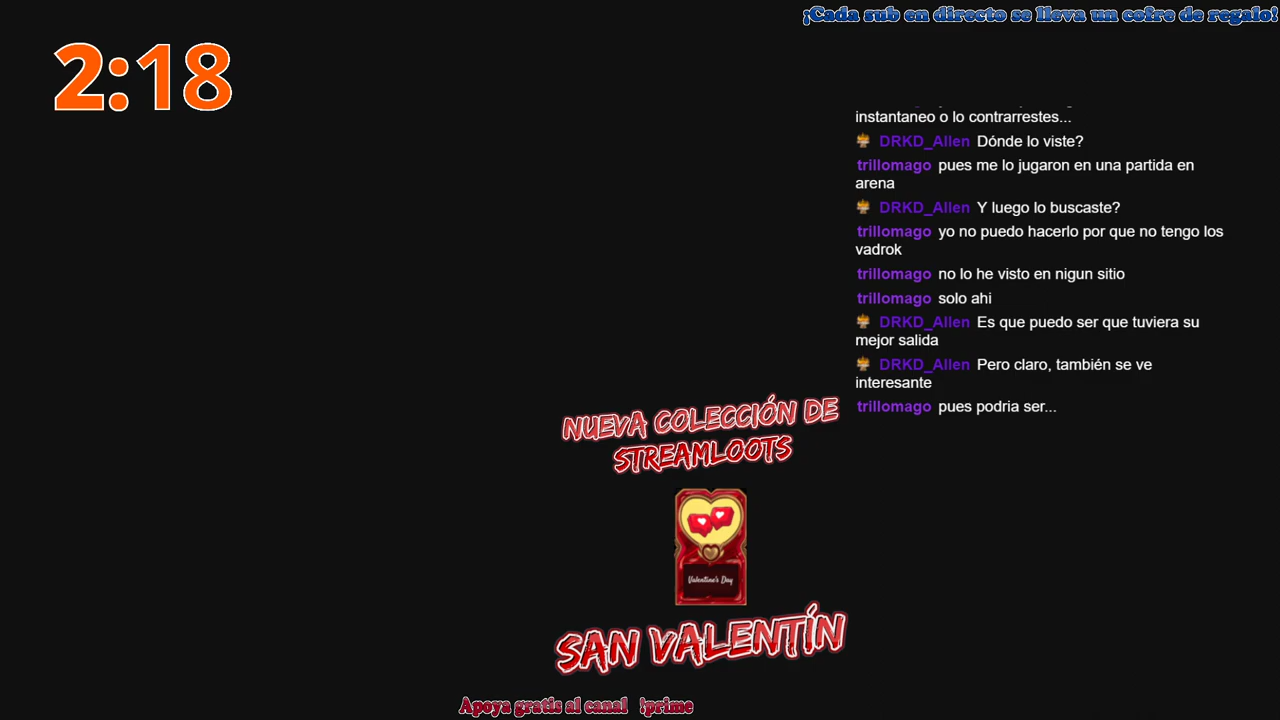 ¡Cada sub en directo se lleva un cofre de regalo!
2:18
instantaneo o lo contrarrestes...
DRKD_Allen Dónde lo viste?
trillomago pues me lo jugaron en una partida en
arena
DRKD_Allen Y luego lo buscaste?
trillomago yo no puedo hacerlo por que no tengo los
vadrok
trillomago no lo he visto en nigun sitio
trillomago solo ahi
DRKD_Allen Es que puedo ser que tuviera su
mejor salida
DRKD_Allen Pero claro, también se ve
interesante
trillomago pues podria ser...
NUEVA COLECCIÓN DE
STREAMLOOTS
Valentine's Day
SAN VALENTÍN
Apoya gratis al canal !prime